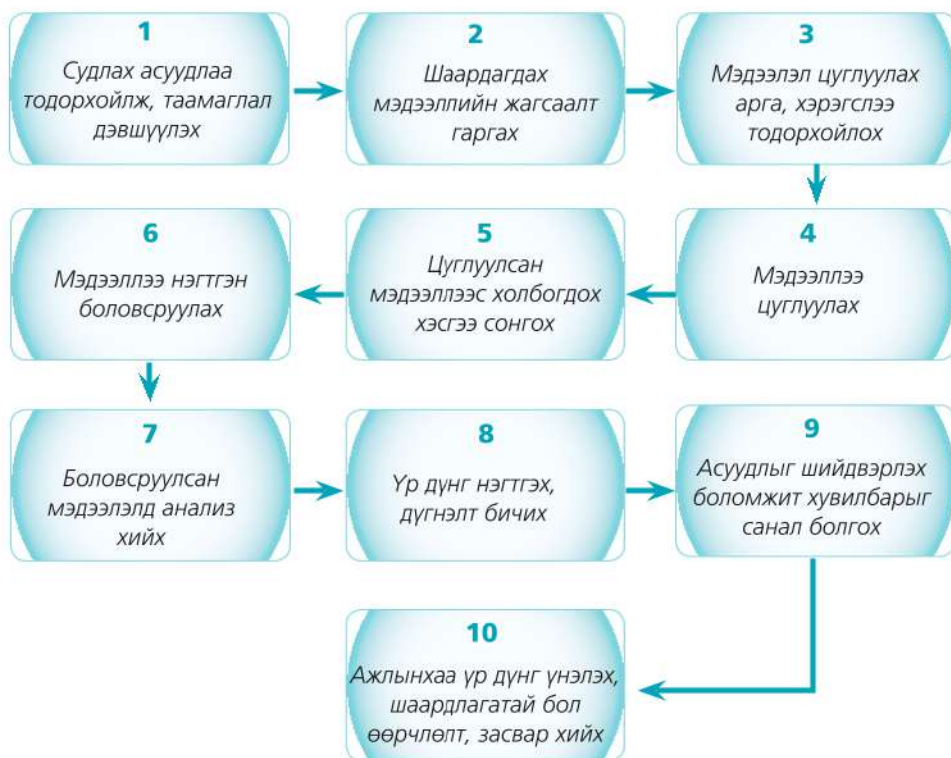 1
Судлах асуудлаа
тодорхойлж, таамаглал
дэвшүүлэх
2
Шаардагдах
мэдээллийн жагсаалт
гаргах
3
Мэдээлэл цуглуулах
арга, хэрэгслээ
тодорхойлох
4
Мэдээллээ
цуглуулах
5
Цуглуулсан
мэдээллээс холбогдох
хэсгээ сонгох
6
Мэдээллээ нэгтгэн
боловсруулах
7
Боловсруулсан
мэдээлэлд анализ
хийх
8
Үр дүнг нэгтгэх,
дүгнэлт бичих
9
Асуудлыг шийдвэрлэх
боломжит хувилбарыг
санал болгох
10
Ажлынхаа үр дүнг үнэлэх,
шаардлагатай бол
өөрчлөлт, засвар хийх